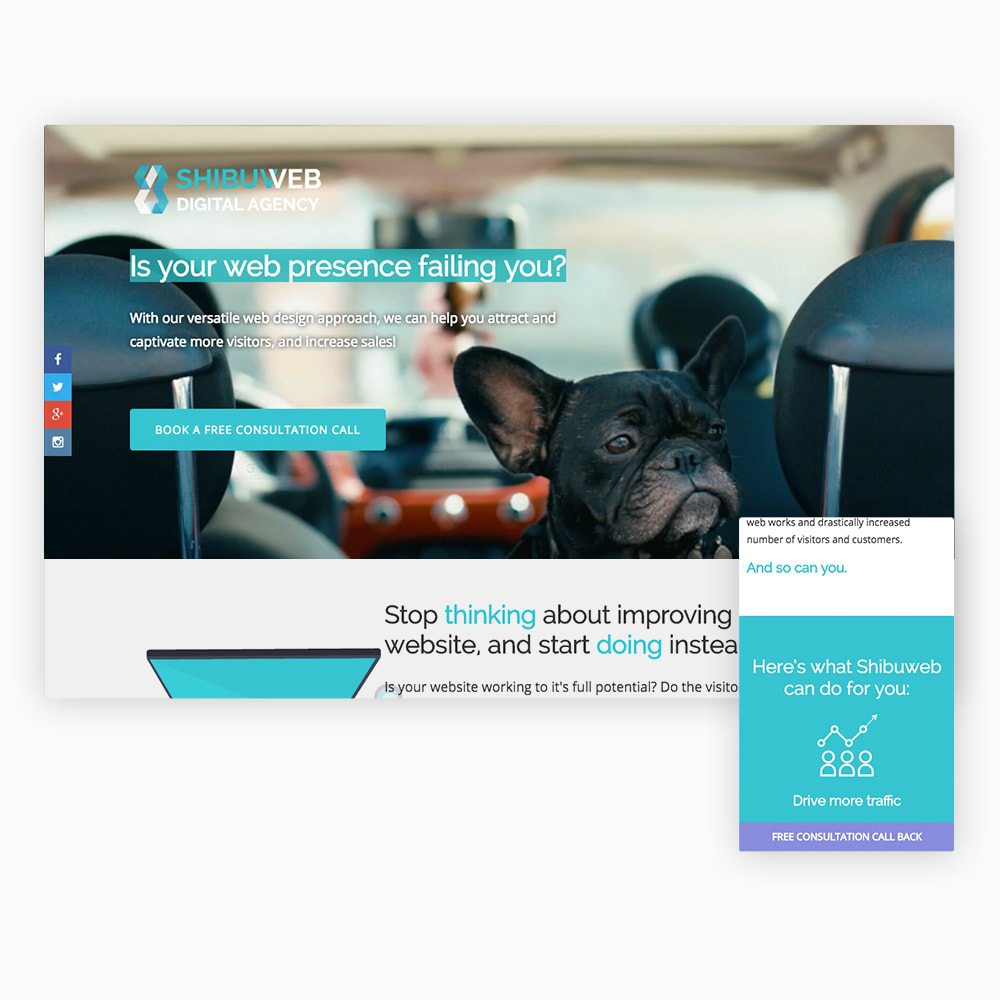 SHIBUWEB
DIGITAL AGENCY
Is your web presence failing you?
With our versatile web design approach, we can help you attract and
captivate more visitors, and increase sales!
f
g+
BOOK A FREE CONSULTATION CALL
Stop thinking about improving
website, and start doing instea
Is your website working to it's full potential? Do the visito
web works and drastically increased
number of visitors and customers.
And so can you.
Here's what Shibuweb
can do for you:
Drive more traffic
FREE CONSULTATION CALL BACK